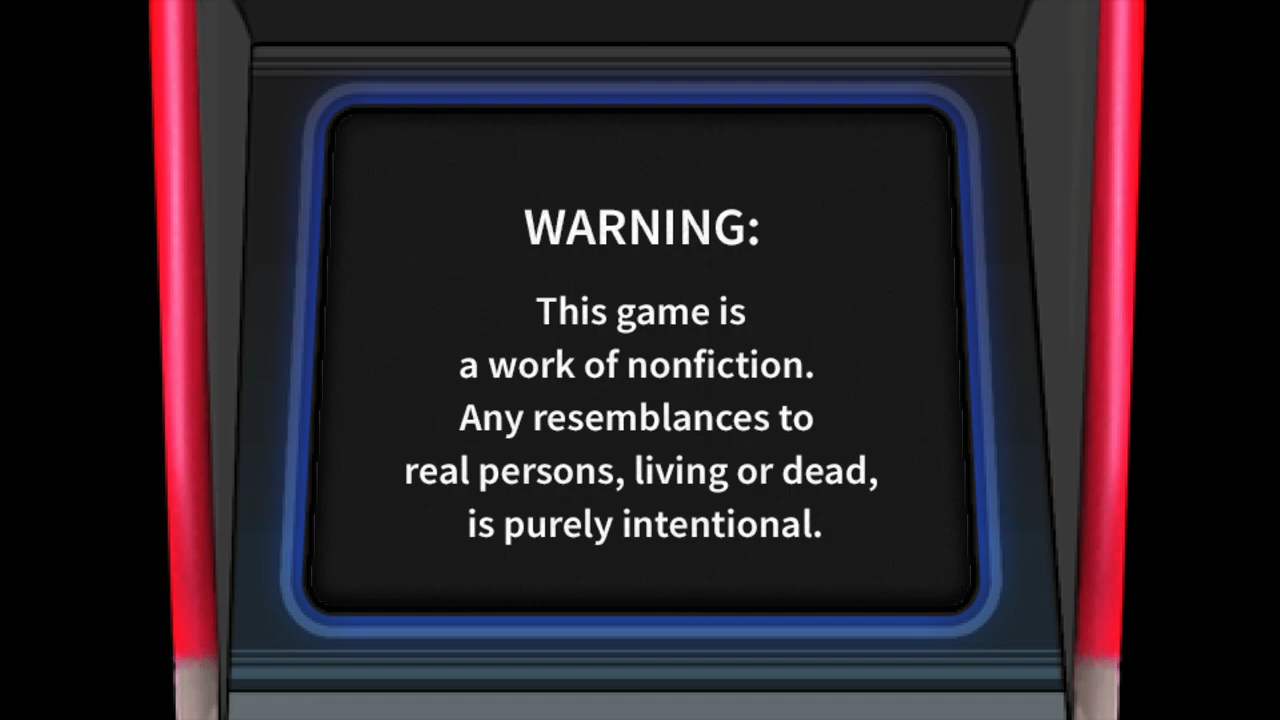 WARNING:
This game is
a work of nonfiction.
Any resemblances to
real persons, living or dead,
is purely intentional.